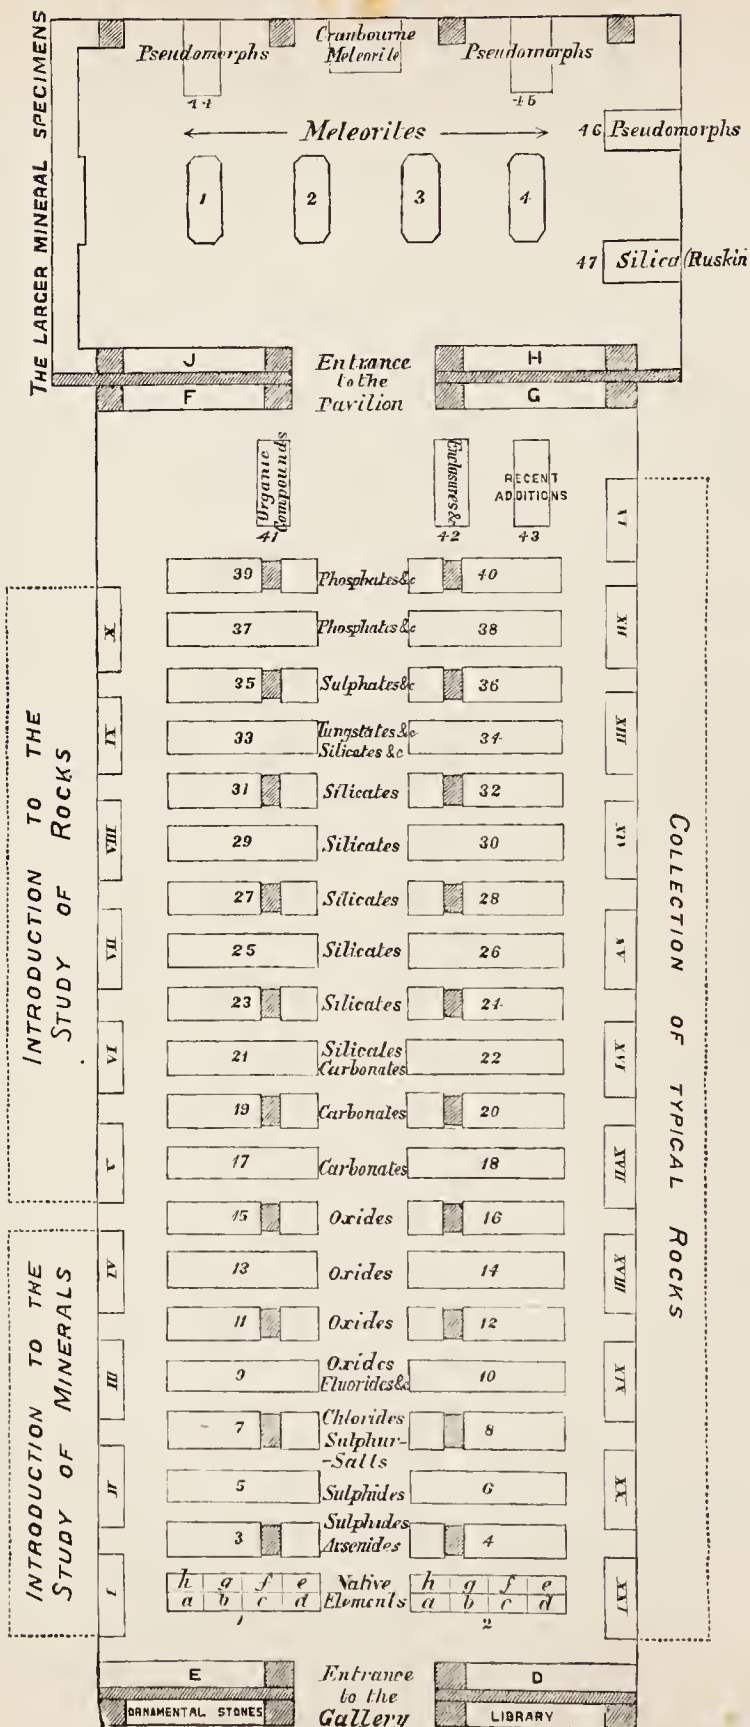 THE LARGER MINERAL SPECIMENS
Pseudomorphs
Cranbourne
Meteorite
Pseudomorphs
44
45
Meteorites
46 Pseudomorphs
1
2
3
4
47 Silica (Ruskin
J
H
Entrance
to the
Pavilion
F
G
Organic
Compounds
Enclosures &c
RECENT
ADDITIONS
41
42
43
XI
39
Phosphates &c
40
X
37
Phosphates &c
38
XII
35
Sulphates &c
36
IX
33
Tungstates &c
Silicates &c
34
XIII
31
Silicates
32
VIII
29
Silicates
30
XIV
27
Silicates
28
VII
25
Silicates
26
XV
23
Silicates
24
VI
21
Silicates
Carbonates
22
XVI
19
Carbonates
20
V
17
Carbonates
18
XVII
15
Oxides
16
IV
13
Oxides
14
XVIII
11
Oxides
12
III
9
Oxides
Fluorides &c
10
XIX
7
Chlorides
Sulphur-
-Salts
8
II
5
Sulphides
6
XX
3
Sulphides
Arsenides
4
I
h g f e
a b c d
1
Native
Elements
h g f e
a b c d
2
XXI
INTRODUCTION TO THE
STUDY OF ROCKS
INTRODUCTION TO THE
STUDY OF MINERALS
COLLECTION OF TYPICAL ROCKS
E
Entrance
to the
Gallery
D
ORNAMENTAL STONES
LIBRARY